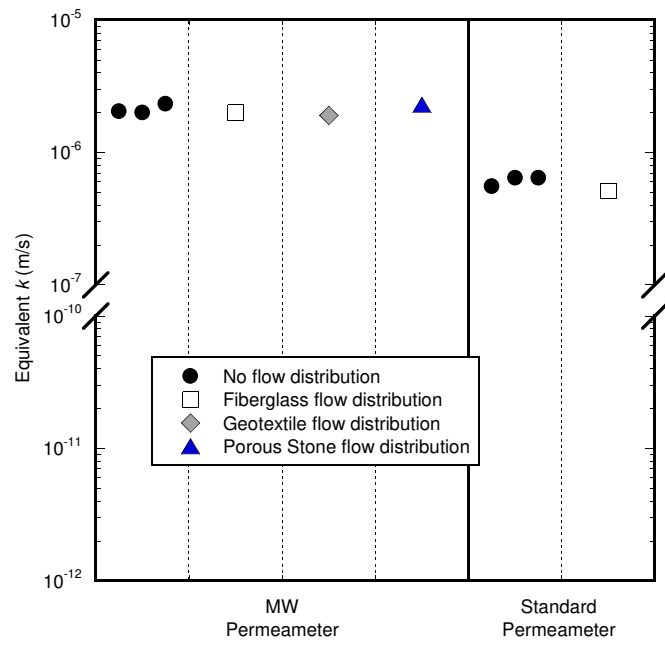 10⁻⁵
10⁻⁶
10⁻⁷
10⁻¹⁰
10⁻¹¹
10⁻¹²
Equivalent k (m/s)
No flow distribution
Fiberglass flow distribution
Geotextile flow distribution
Porous Stone flow distribution
MW
Permeameter
Standard
Permeameter